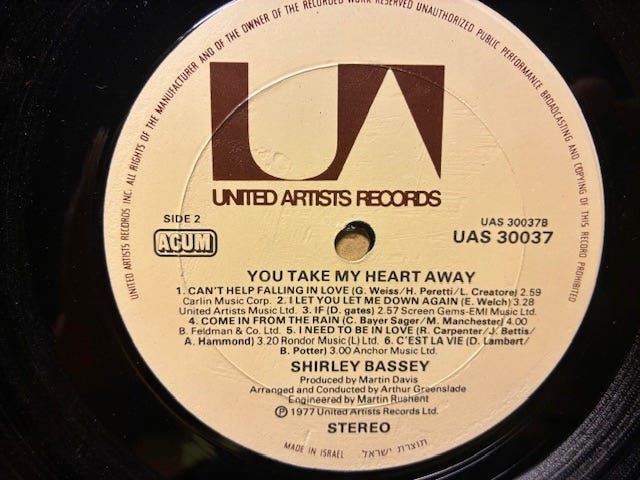 UNITED ARTISTS RECORDS INC. ALL RIGHTS OF THE MANUFACTURER AND OF THE OWNER OF THE RECORDED WORK RESERVED UNAUTHORIZED PUBLIC PERFORMANCE BROADCASTING AND COPYING OF THIS RECORD PROHIBITED
UA
UNITED ARTISTS RECORDS
SIDE 2
UAS 30037B
ACUM
UAS 30037
YOU TAKE MY HEART AWAY
1. CAN'T HELP FALLING IN LOVE (G. Weiss/H. Peretti/L. Creatore) 2.59
Carlin Music Corp. 2. I LET YOU LET ME DOWN AGAIN (E. Welch) 3.28
United Artists Music Ltd. 3. IF (D. gates) 2.57 Screen Gems-EMI Music Ltd.
4. COME IN FROM THE RAIN (C. Bayer Sager/M. Manchester) 4.00
B. Feldman & Co. Ltd. 5. I NEED TO BE IN LOVE (R. Carpenter/J. Bettis/
A. Hammond) 3.20 Rondor Music (L) Ltd. 6. C'EST LA VIE (D. Lambert/
B. Potter) 3.00 Anchor Music Ltd.
SHIRLEY BASSEY
Produced by Martin Davis
Arranged and Conducted by Arthur Greenslade
Engineered by Martin Rushent
Ⓟ 1977 United Artists Records Ltd.
STEREO
MADE IN ISRAEL תוצרת ישראל